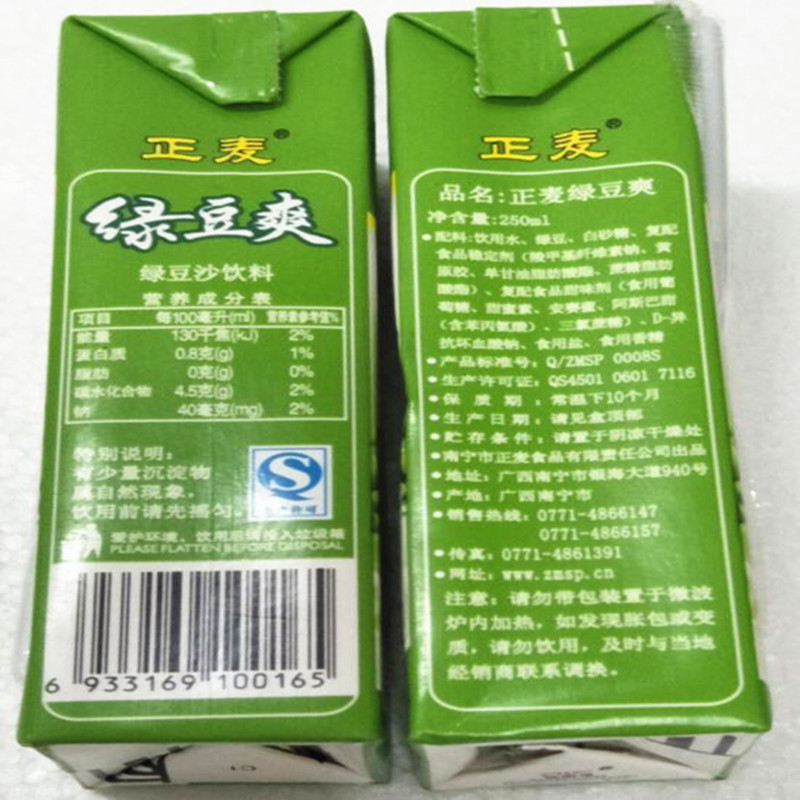 正麦®
绿豆爽
绿豆沙饮料
营养成分表
项目 每100毫升(ml) 营养素参考值%
能量 130千焦(kJ) 2%
蛋白质 0.8克(g) 1%
脂肪 0克(g) 0%
碳水化合物 4.5克(g) 2%
钠 40毫克(mg) 2%
特别说明:
有少量沉淀物
属自然现象,
饮用前请先摇匀。
爱护环境、饮用后请投入垃圾箱
PLEASE FLATTEN BEFORE DISPOSAL
6 933169 100165
正麦®
品名:正麦绿豆爽
净含量:250ml
●配料:饮用水、绿豆、白砂糖、复配
食品稳定剂(羧甲基纤维素钠、黄
原胶、单甘油脂肪酸酯、蔗糖脂肪
酸酯)、复配食品甜味剂(食用葡
萄糖、甜蜜素、安赛蜜、阿斯巴甜
(含苯丙氨酸)、三氯蔗糖)、D-异
抗坏血酸钠、食用盐、食用香精
●产品标准号:Q/ZMSP 0008S
●生产许可证:QS4501 0601 7116
●保质期:常温下10个月
●生产日期:请见盒顶部
●贮存条件:请置于阴凉干燥处
●南宁市正麦食品有限责任公司出品
●地址:广西南宁市银海大道940号
●产地:广西南宁市
●销售热线:0771-4866147
0771-4866157
●传真:0771-4861391
●网址:www.zmsp.cn
注意:请勿带包装置于微波
炉内加热,如发现胀包或变
质,请勿饮用,及时与当地
经销商联系调换。